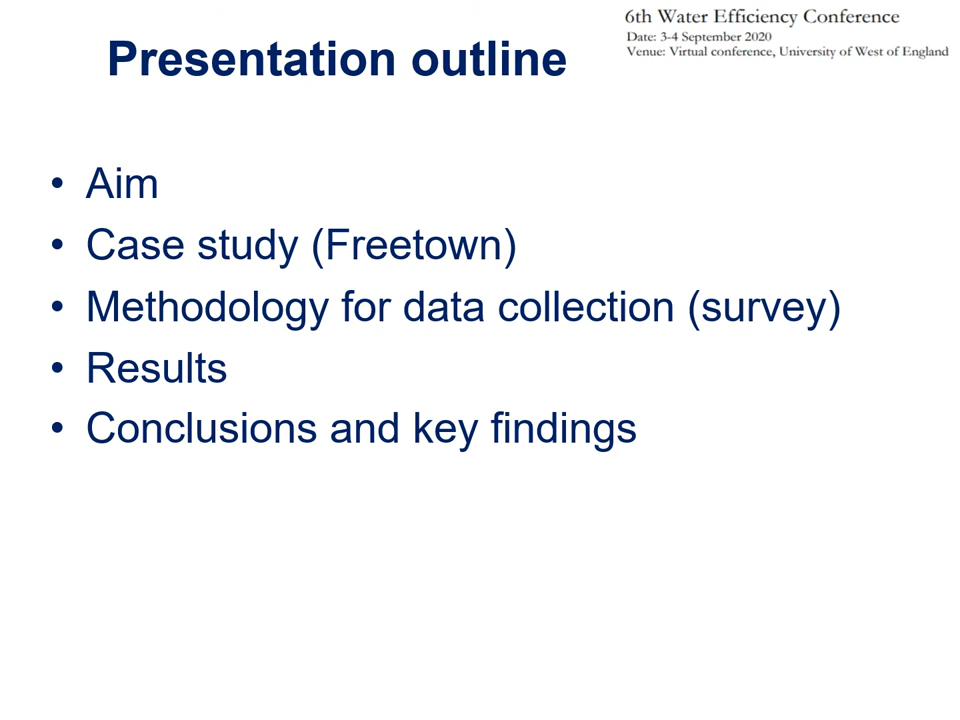 6th Water Efficiency Conference
Date: 3-4 September 2020
Venue: Virtual conference, University of West of England
Presentation outline
• Aim
• Case study (Freetown)
• Methodology for data collection (survey)
• Results
• Conclusions and key findings